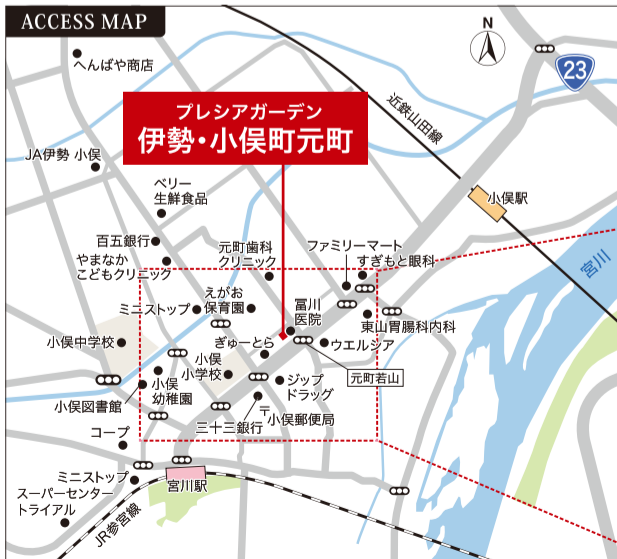 ACCESS MAP
N
23
へんばや商店
近鉄山田線
プレシアガーデン
伊勢・小俣町元町
JA伊勢 小俣
ベリー
生鮮食品
小俣駅
百五銀行
やまなか
こどもクリニック
元町歯科
クリニック
ファミリーマート
すぎもと眼科
宮川
ミニストップ
えがお
保育園
冨川
医院
東山胃腸科内科
小俣中学校
ぎゅーとら
ウエルシア
小俣
小学校
元町若山
小俣
幼稚園
ジップ
ドラッグ
小俣図書館
〒
小俣郵便局
三十三銀行
コープ
ミニストップ
宮川駅
スーパーセンター
トライアル
JR参宮線